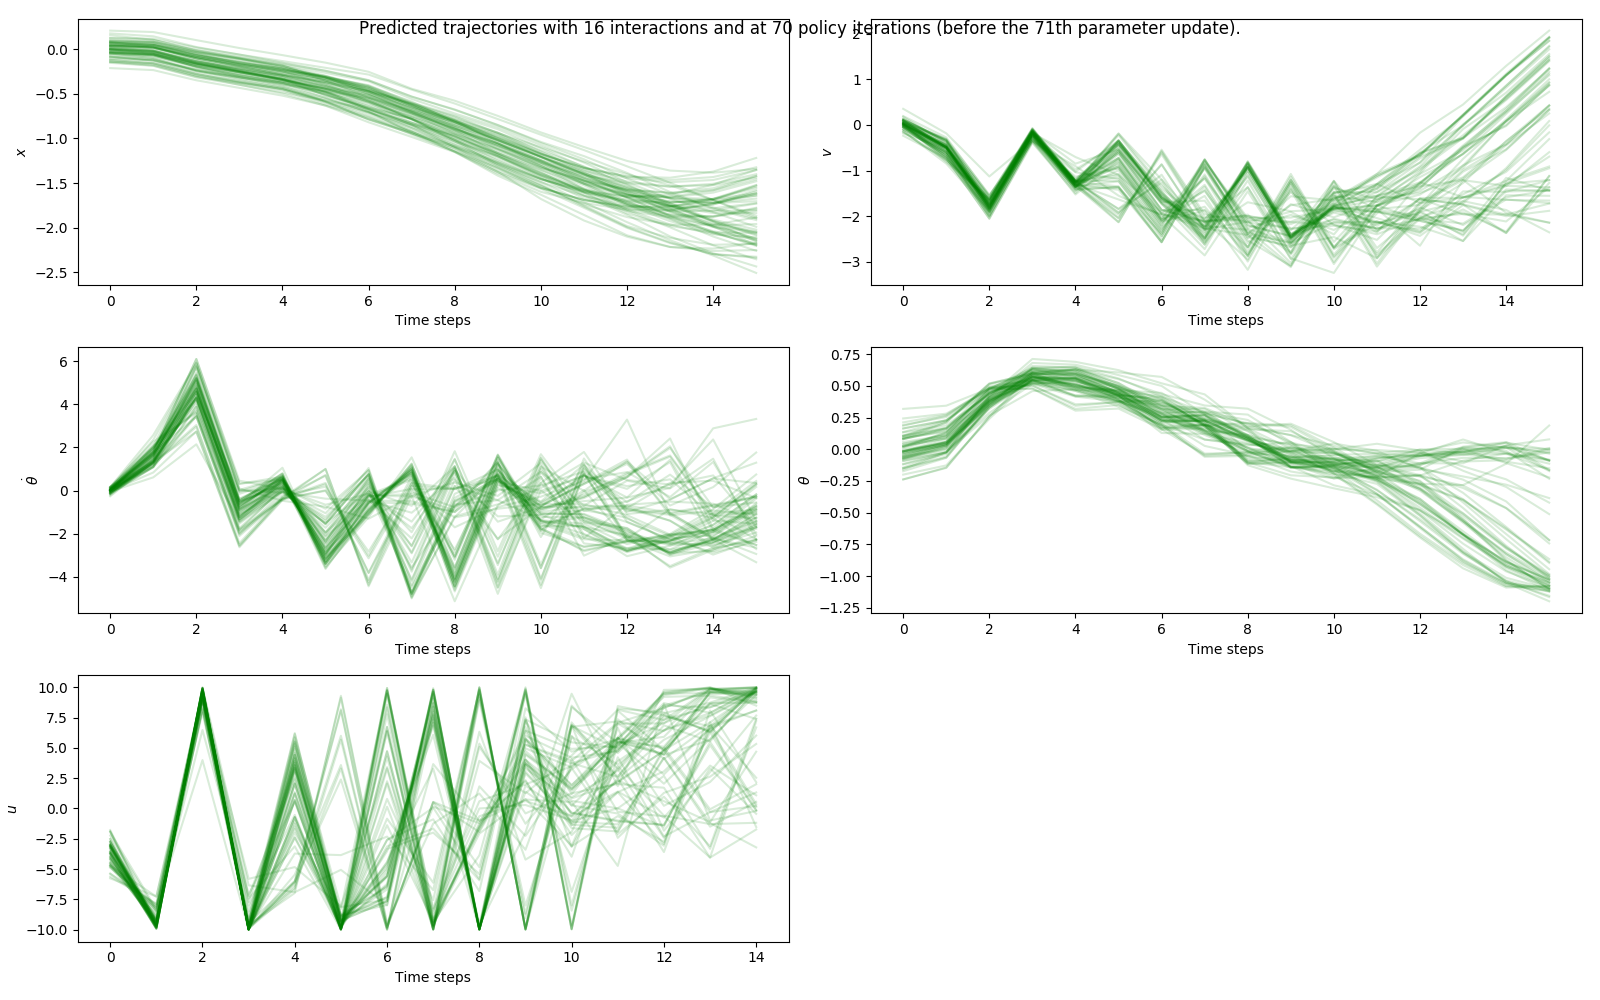 Predicted trajectories with 16 interactions and at 70 policy iterations (before the 71th parameter update).
0.0
−0.5
−1.0
−1.5
−2.0
−2.5
x
0 2 4 6 8 10 12 14
Time steps
2
1
0
−1
−2
−3
v
0 2 4 6 8 10 12 14
Time steps
6
4
2
0
−2
−4
θ̇
0 2 4 6 8 10 12 14
Time steps
0.75
0.50
0.25
0.00
−0.25
−0.50
−0.75
−1.00
−1.25
θ
0 2 4 6 8 10 12 14
Time steps
10.0
7.5
5.0
2.5
0.0
−2.5
−5.0
−7.5
−10.0
u
0 2 4 6 8 10 12 14
Time steps